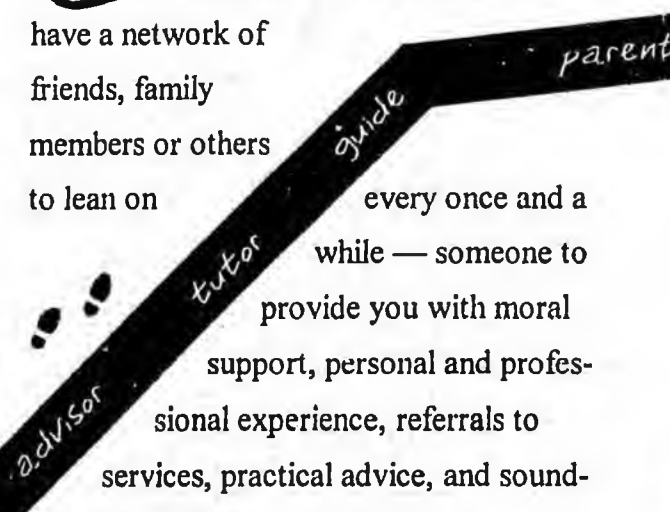 have a network of
friends, family
members or others
to lean on
every once and a
while — someone to
provide you with moral
support, personal and profes-
sional experience, referrals to
services, practical advice, and sound-
advisor
tutor
guide
parent